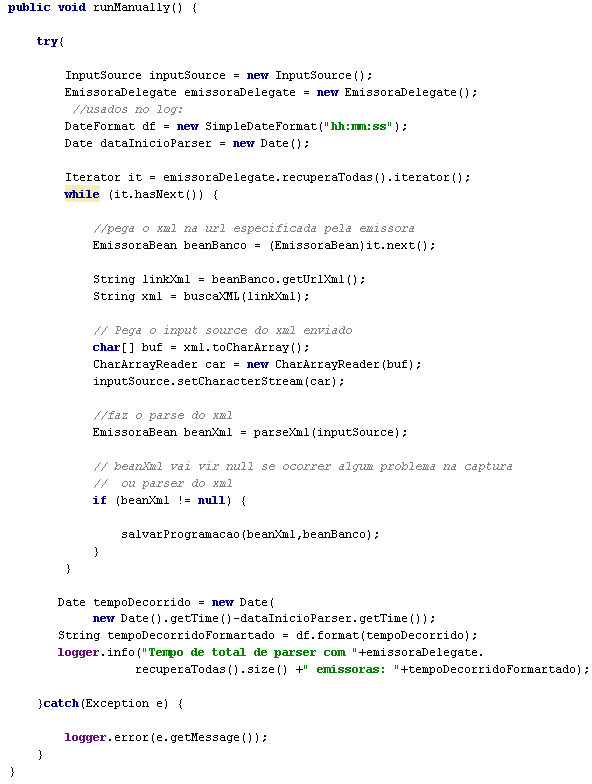 public void runManually() {
try{
InputSource inputSource = new InputSource();
EmissoraDelegate emissoraDelegate = new EmissoraDelegate();
//usados no log:
DateFormat df = new SimpleDateFormat("hh:mm:ss");
Date dataInicioParser = new Date();
Iterator it = emissoraDelegate.recuperaTodas().iterator();
while (it.hasNext()) {
//pega o xml na url especificada pela emissora
EmissoraBean beanBanco = (EmissoraBean)it.next();
String linkXml = beanBanco.getUrlXml();
String xml = buscaXML(linkXml);
// Pega o input source do xml enviado
char[] buf = xml.toCharArray();
CharArrayReader car = new CharArrayReader(buf);
inputSource.setCharacterStream(car);
//faz o parse do xml
EmissoraBean beanXml = parseXml(inputSource);
// beanXml vai vir null se ocorrer algum problema na captura
//  ou parser do xml
if (beanXml != null) {
salvarProgramacao(beanXml,beanBanco);
}
}
Date tempoDecorrido = new Date(
new Date().getTime()-dataInicioParser.getTime());
String tempoDecorridoFormartado = df.format(tempoDecorrido);
logger.info("Tempo de total de parser com "+emissoraDelegate.
recuperaTodas().size() +" emissoras: "+tempoDecorridoFormartado);
}catch(Exception e) {
logger.error(e.getMessage());
}
}